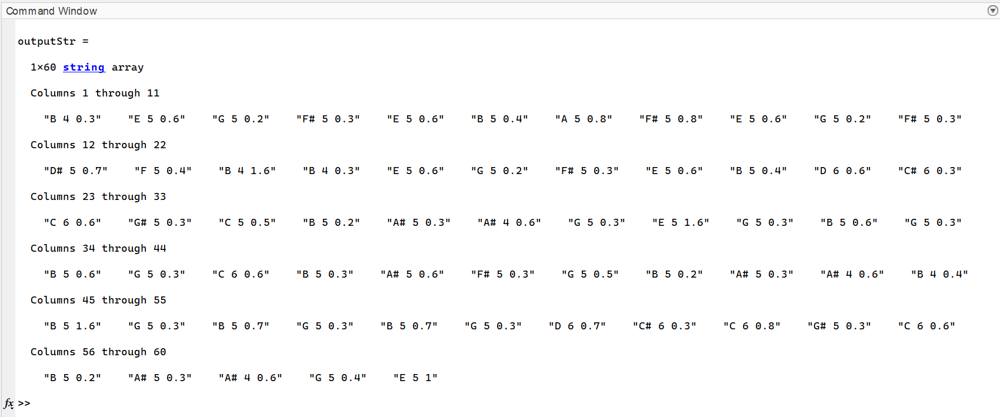 Command Window
outputStr =
1×60 string array
Columns 1 through 11
"B 4 0.3" "E 5 0.6" "G 5 0.2" "F# 5 0.3" "E 5 0.6" "B 5 0.4" "A 5 0.8" "F# 5 0.8" "E 5 0.6" "G 5 0.2" "F# 5 0.3"
Columns 12 through 22
"D# 5 0.7" "F 5 0.4" "B 4 1.6" "B 4 0.3" "E 5 0.6" "G 5 0.2" "F# 5 0.3" "E 5 0.6" "B 5 0.4" "D 6 0.6" "C# 6 0.3"
Columns 23 through 33
"C 6 0.6" "G# 5 0.3" "C 5 0.5" "B 5 0.2" "A# 5 0.3" "A# 4 0.6" "G 5 0.3" "E 5 1.6" "G 5 0.3" "B 5 0.6" "G 5 0.3"
Columns 34 through 44
"B 5 0.6" "G 5 0.3" "C 6 0.6" "B 5 0.3" "A# 5 0.6" "F# 5 0.3" "G 5 0.5" "B 5 0.2" "A# 5 0.3" "A# 4 0.6" "B 4 0.4"
Columns 45 through 55
"B 5 1.6" "G 5 0.3" "B 5 0.7" "G 5 0.3" "B 5 0.7" "G 5 0.3" "D 6 0.7" "C# 6 0.3" "C 6 0.8" "G# 5 0.3" "C 6 0.6"
Columns 56 through 60
"B 5 0.2" "A# 5 0.3" "A# 4 0.6" "G 5 0.4" "E 5 1"
fx >>